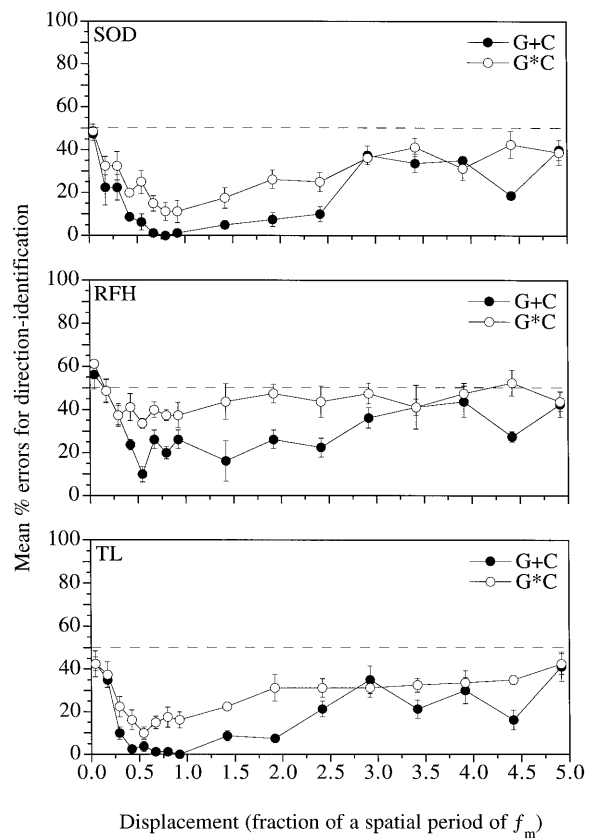 Mean % errors for direction-identification
100
80
60
40
20
0
SOD
G+C
G*C
100
80
60
40
20
0
RFH
G+C
G*C
100
80
60
40
20
0
TL
G+C
G*C
0.0 0.5 1.0 1.5 2.0 2.5 3.0 3.5 4.0 4.5 5.0
Displacement (fraction of a spatial period of fm)